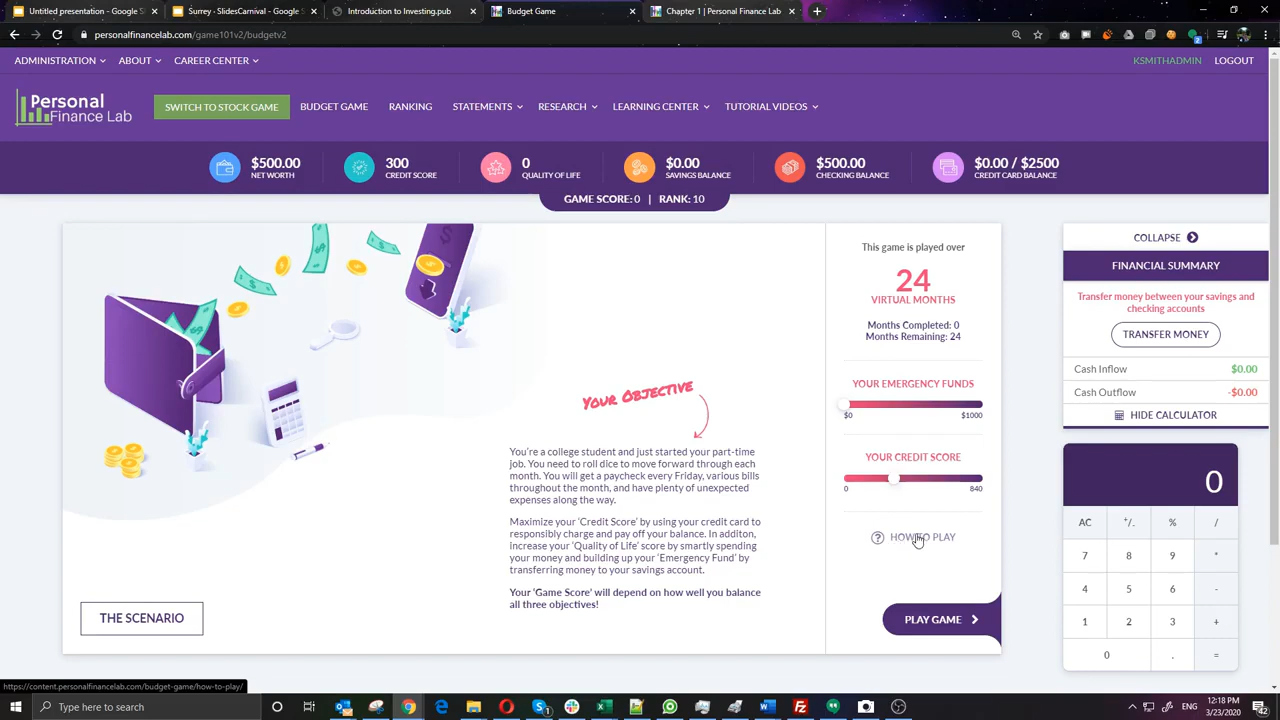 Google Slides -
SlidesCarnival - Google Slides -
Introduction to Investing.pub
Budget Game
Chapter 1 | Personal Finance Lab
personalfinancelab.com/game101v2/budgetv2
ADMINISTRATION
ABOUT
CAREER CENTER
KSMITHADMIN
LOGOUT
Personal
Finance Lab
SWITCH TO STOCK GAME
BUDGET GAME
RANKING
STATEMENTS
RESEARCH
LEARNING CENTER
TUTORIAL VIDEOS
$500.00
NET WORTH
300
CREDIT SCORE
0
QUALITY OF LIFE
$0.00
SAVINGS BALANCE
$500.00
CHECKING BALANCE
$0.00 / $2500
CREDIT CARD BALANCE
GAME SCORE: 0 | RANK: 10
Your Objective
You're a college student and just started your part-time
job. You need to roll dice to move forward through each
month. You will get a paycheck every Friday, various bills
throughout the month, and have plenty of unexpected
expenses along the way.
Maximize your 'Credit Score' by using your credit card to
responsibly charge and pay off your balance. In additon,
increase your 'Quality of Life' score by smartly spending
your money and building up your 'Emergency Fund' by
transferring money to your savings account.
Your 'Game Score' will depend on how well you balance
all three objectives!
THE SCENARIO
This game is played over
24
VIRTUAL MONTHS
Months Completed: 0
Months Remaining: 24
YOUR EMERGENCY FUNDS
$0 $1000
YOUR CREDIT SCORE
0 840
? HOW TO PLAY
PLAY GAME
COLLAPSE
FINANCIAL SUMMARY
Transfer money between your savings and
checking accounts
TRANSFER MONEY
Cash Inflow $0.00
Cash Outflow -$0.00
HIDE CALCULATOR
0
AC +/. % /
7 8 9 *
4 5 6 -
1 2 3 +
0 . =
https://content.personalfinancelab.com/budget-game/how-to-play/
Type here to search
12:18 PM
3/23/2020